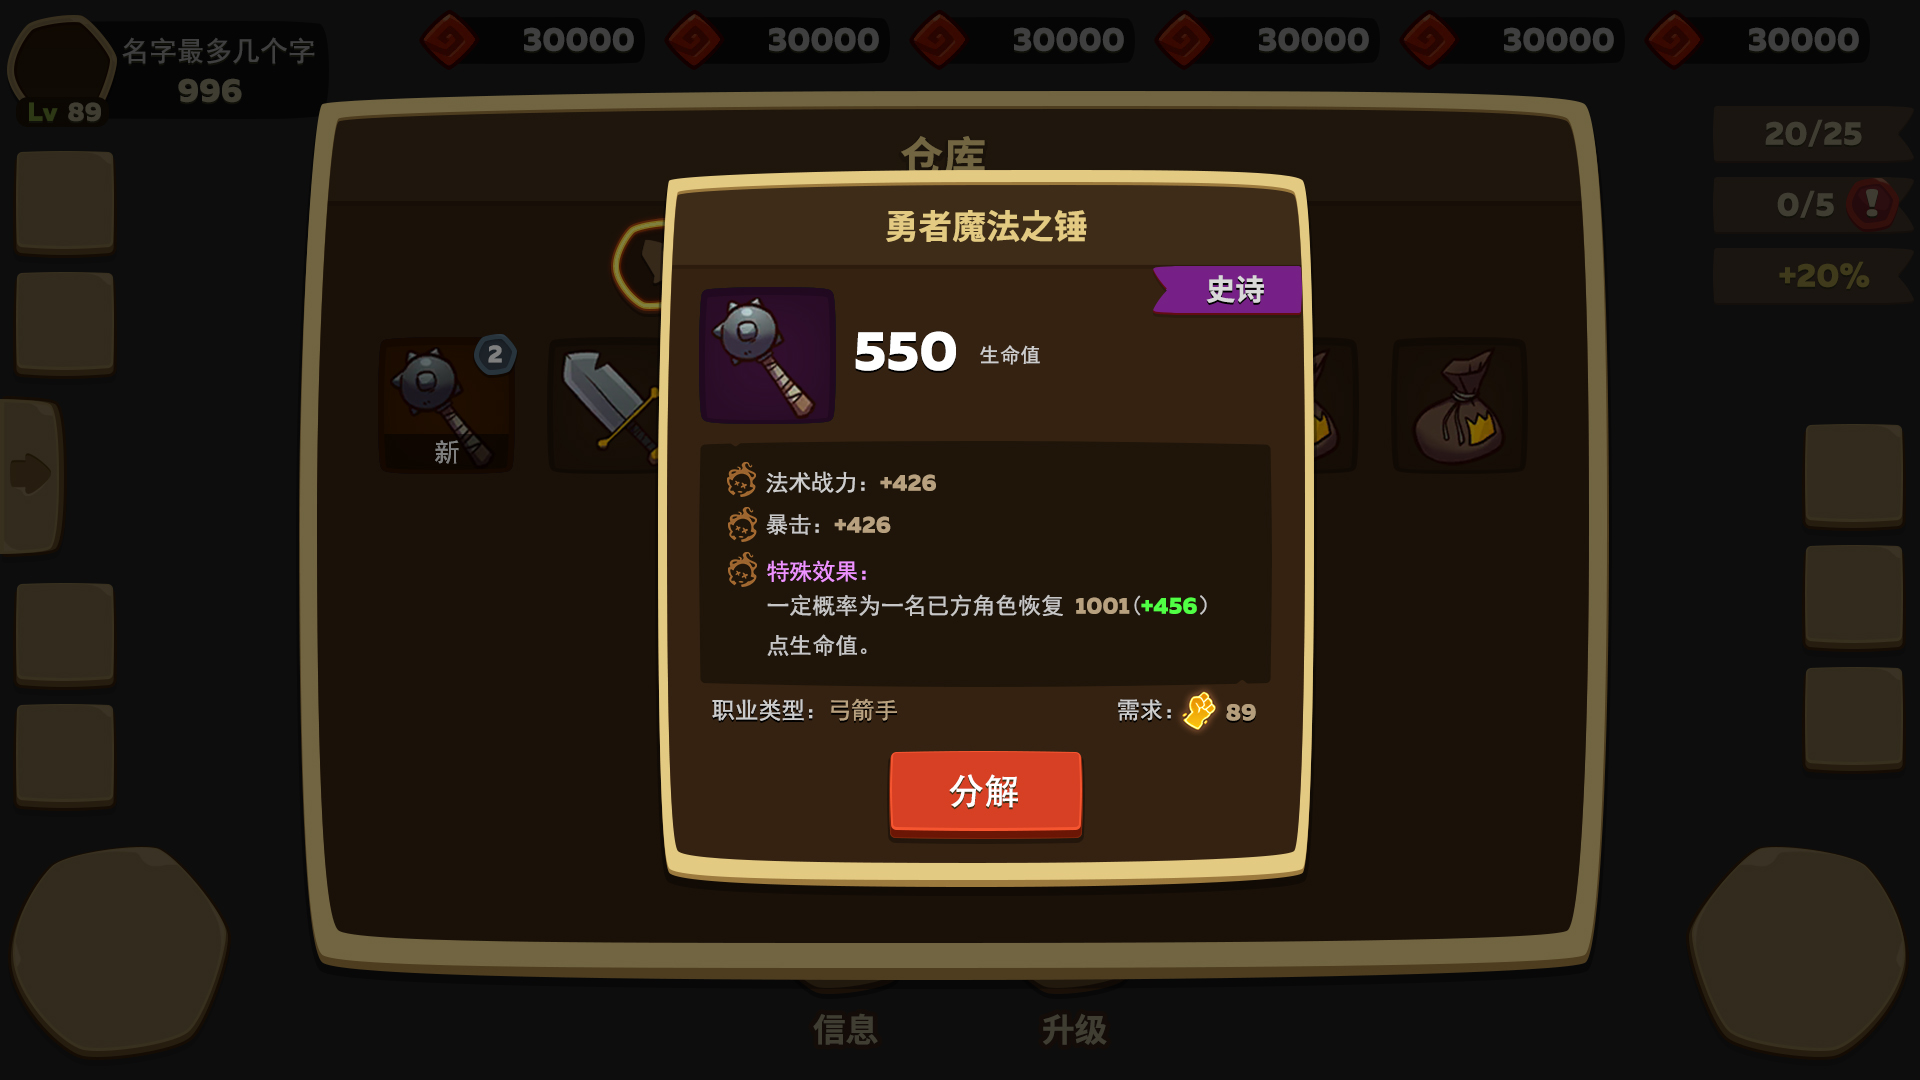 名字最多几个字
996
Lv 89
30000
30000
30000
30000
30000
30000
20/25
0/5
!
+20%
仓库
2
新
勇者魔法之锤
史诗
550 生命值
法术战力：+426
暴击：+426
特殊效果：
一定概率为一名已方角色恢复 1001(+456)
点生命值。
职业类型：弓箭手
需求： 89
分解
信息
升级